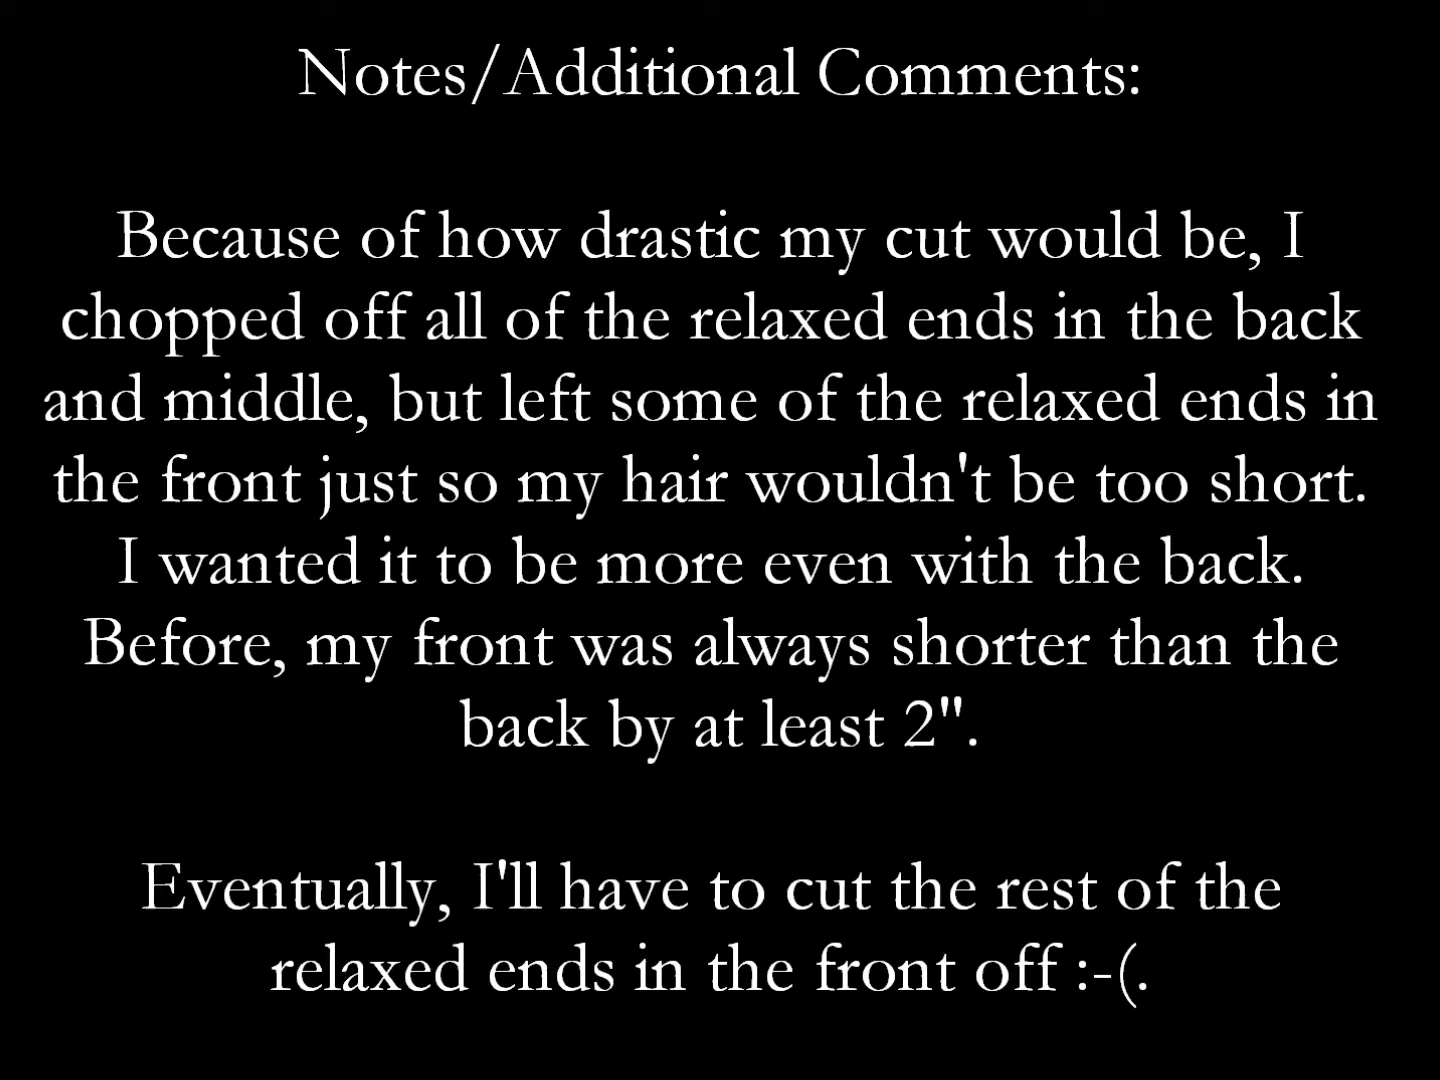 Notes/Additional Comments:
Because of how drastic my cut would be, I
chopped off all of the relaxed ends in the back
and middle, but left some of the relaxed ends in
the front just so my hair wouldn't be too short.
I wanted it to be more even with the back.
Before, my front was always shorter than the
back by at least 2".
Eventually, I'll have to cut the rest of the
relaxed ends in the front off :-(.